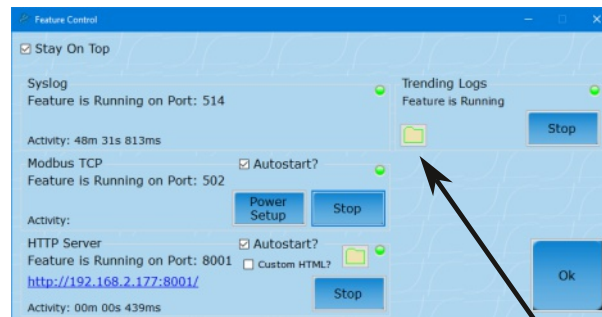 Feature Control
Stay On Top
Syslog
Feature is Running on Port: 514
Activity: 48m 31s 813ms
Trending Logs
Feature is Running
Stop
Modbus TCP
Autostart?
Feature is Running on Port: 502
Power
Setup
Stop
Activity:
HTTP Server
Autostart?
Feature is Running on Port: 8001
Custom HTML?
http://192.168.2.177:8001/
Stop
Activity: 00m 00s 439ms
Ok